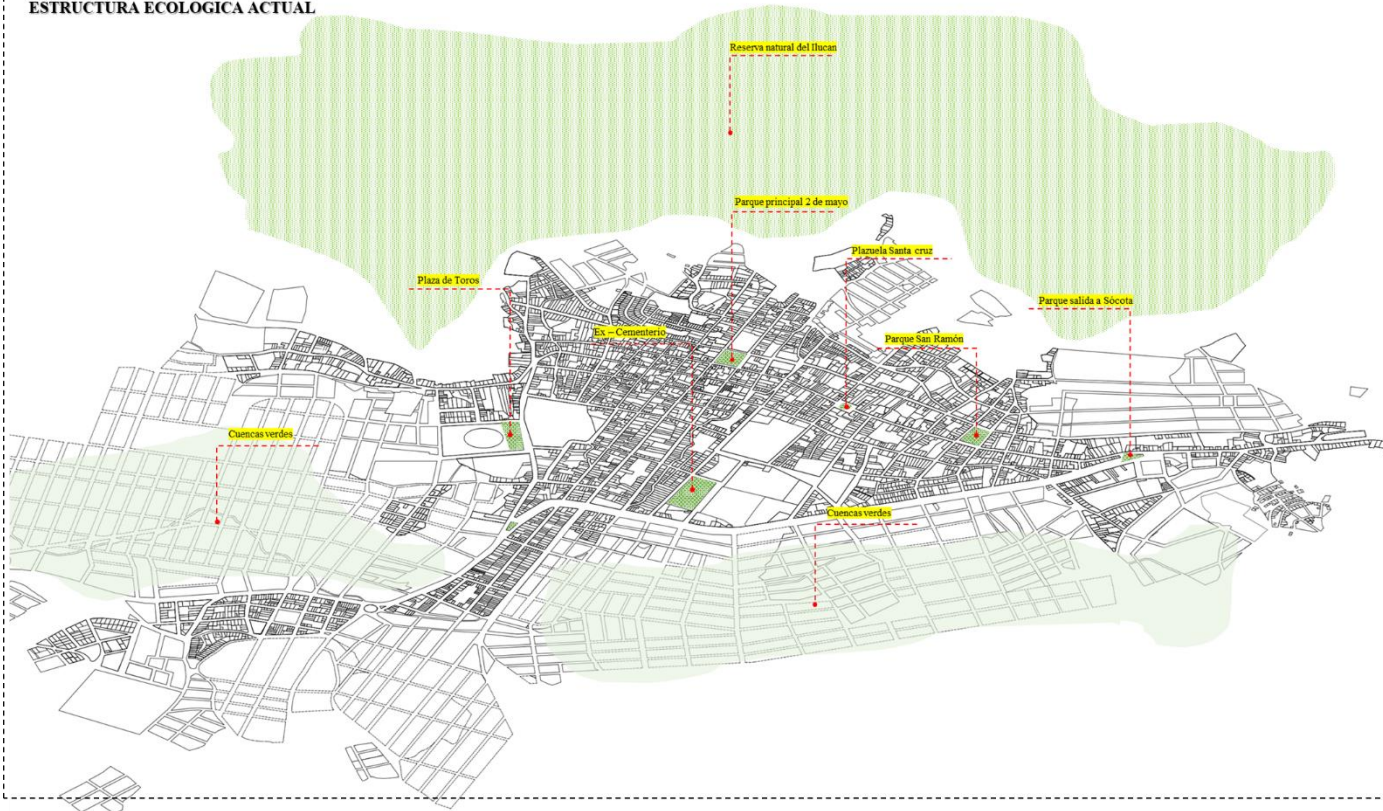 ESTRUCTURA ECOLOGICA ACTUAL
Reserva natural del Ilucan
Parque principal 2 de mayo
Plazuela Santa cruz
Plaza de Toros
Parque salida a Sócota
Ex – Cementerio
Parque San Ramón
Cuencas verdes
Cuencas verdes